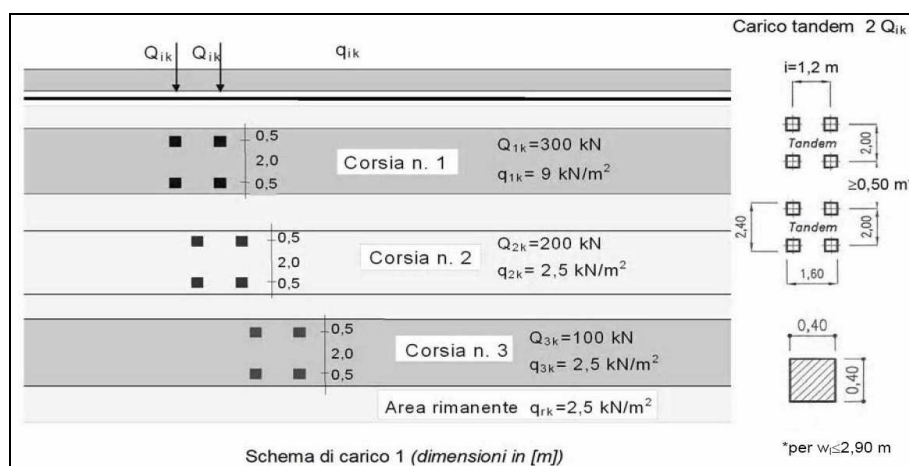 Carico tandem 2 Qik
Qik Qik qik
i=1,2 m
0,5
2,0
0,5
Corsia n. 1
Q1k=300 kN
q1k= 9 kN/m²
Tandem
2,00
≥0,50 m*
0,5
2,0
0,5
Corsia n. 2
Q2k=200 kN
q2k= 2,5 kN/m²
2,40
Tandem
2,00
1,60
0,5
2,0
0,5
Corsia n. 3
Q3k=100 kN
q3k= 2,5 kN/m²
0,40
0,40
Area rimanente qrk=2,5 kN/m²
Schema di carico 1 (dimensioni in [m])
*per wl≤2,90 m